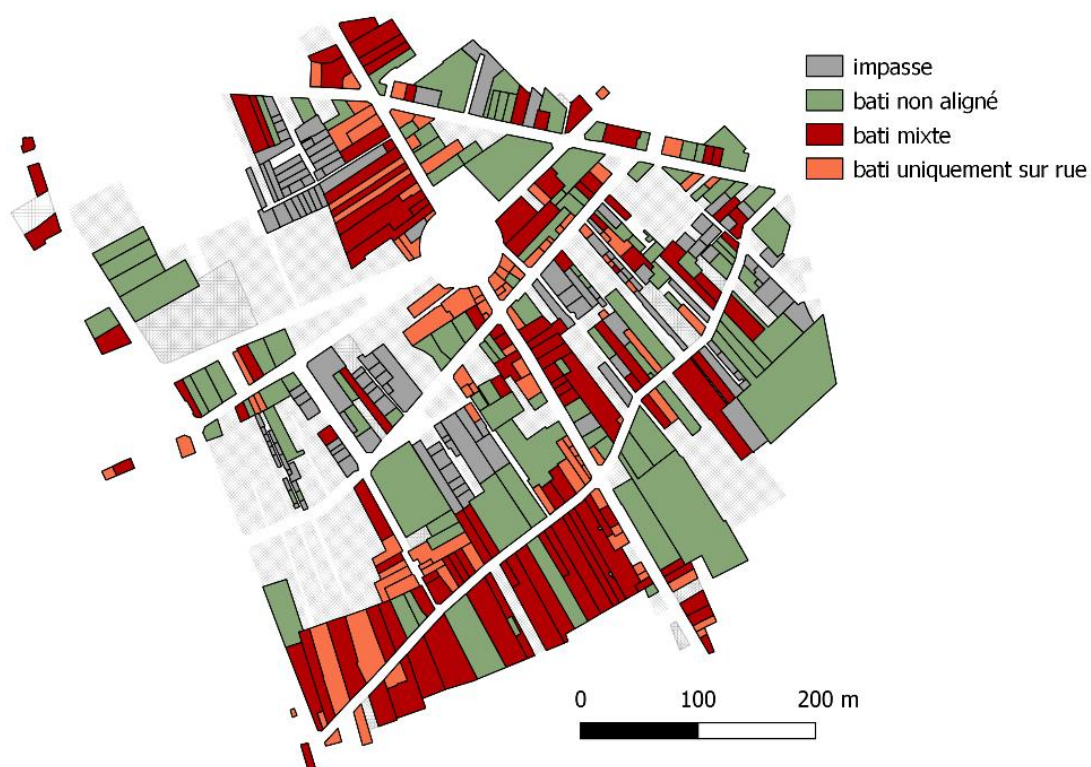 impasse
bati non aligné
bati mixte
bati uniquement sur rue
0 100 200 m